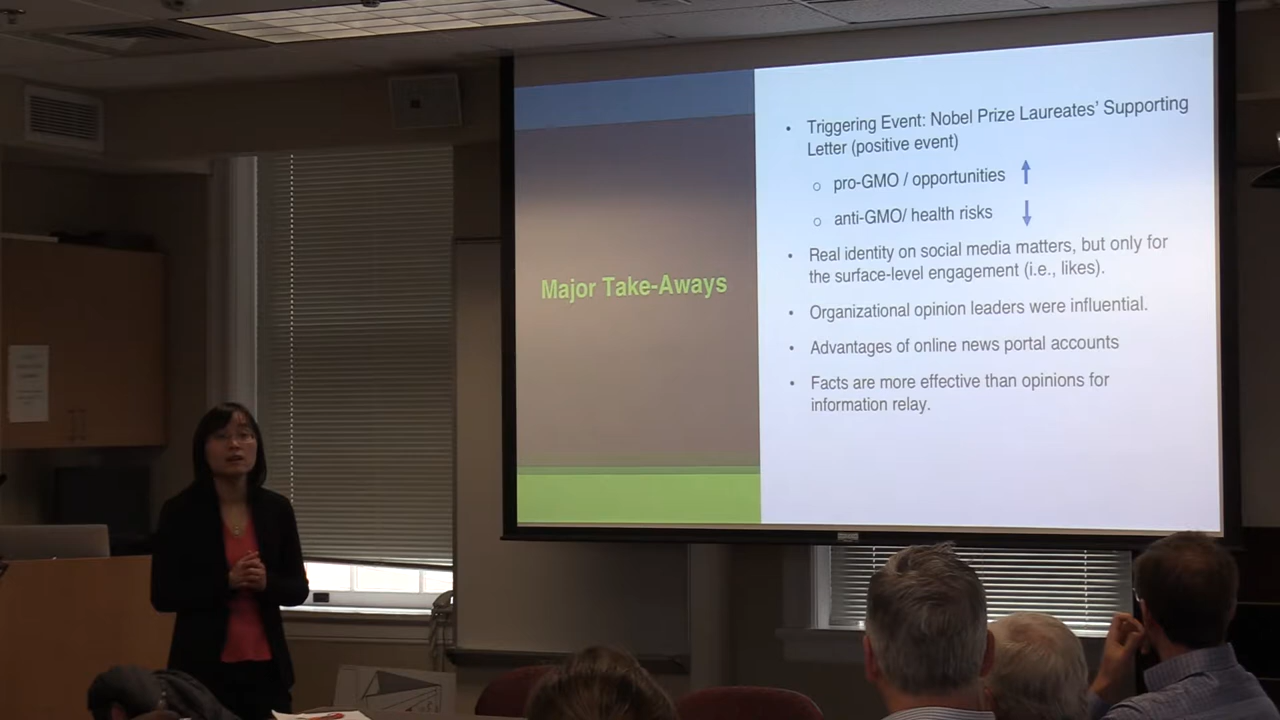 Major Take-Aways
• Triggering Event: Nobel Prize Laureates' Supporting
Letter (positive event)
○ pro-GMO / opportunities ↑
○ anti-GMO/ health risks ↓
• Real identity on social media matters, but only for
the surface-level engagement (i.e., likes).
• Organizational opinion leaders were influential.
• Advantages of online news portal accounts
• Facts are more effective than opinions for
information relay.